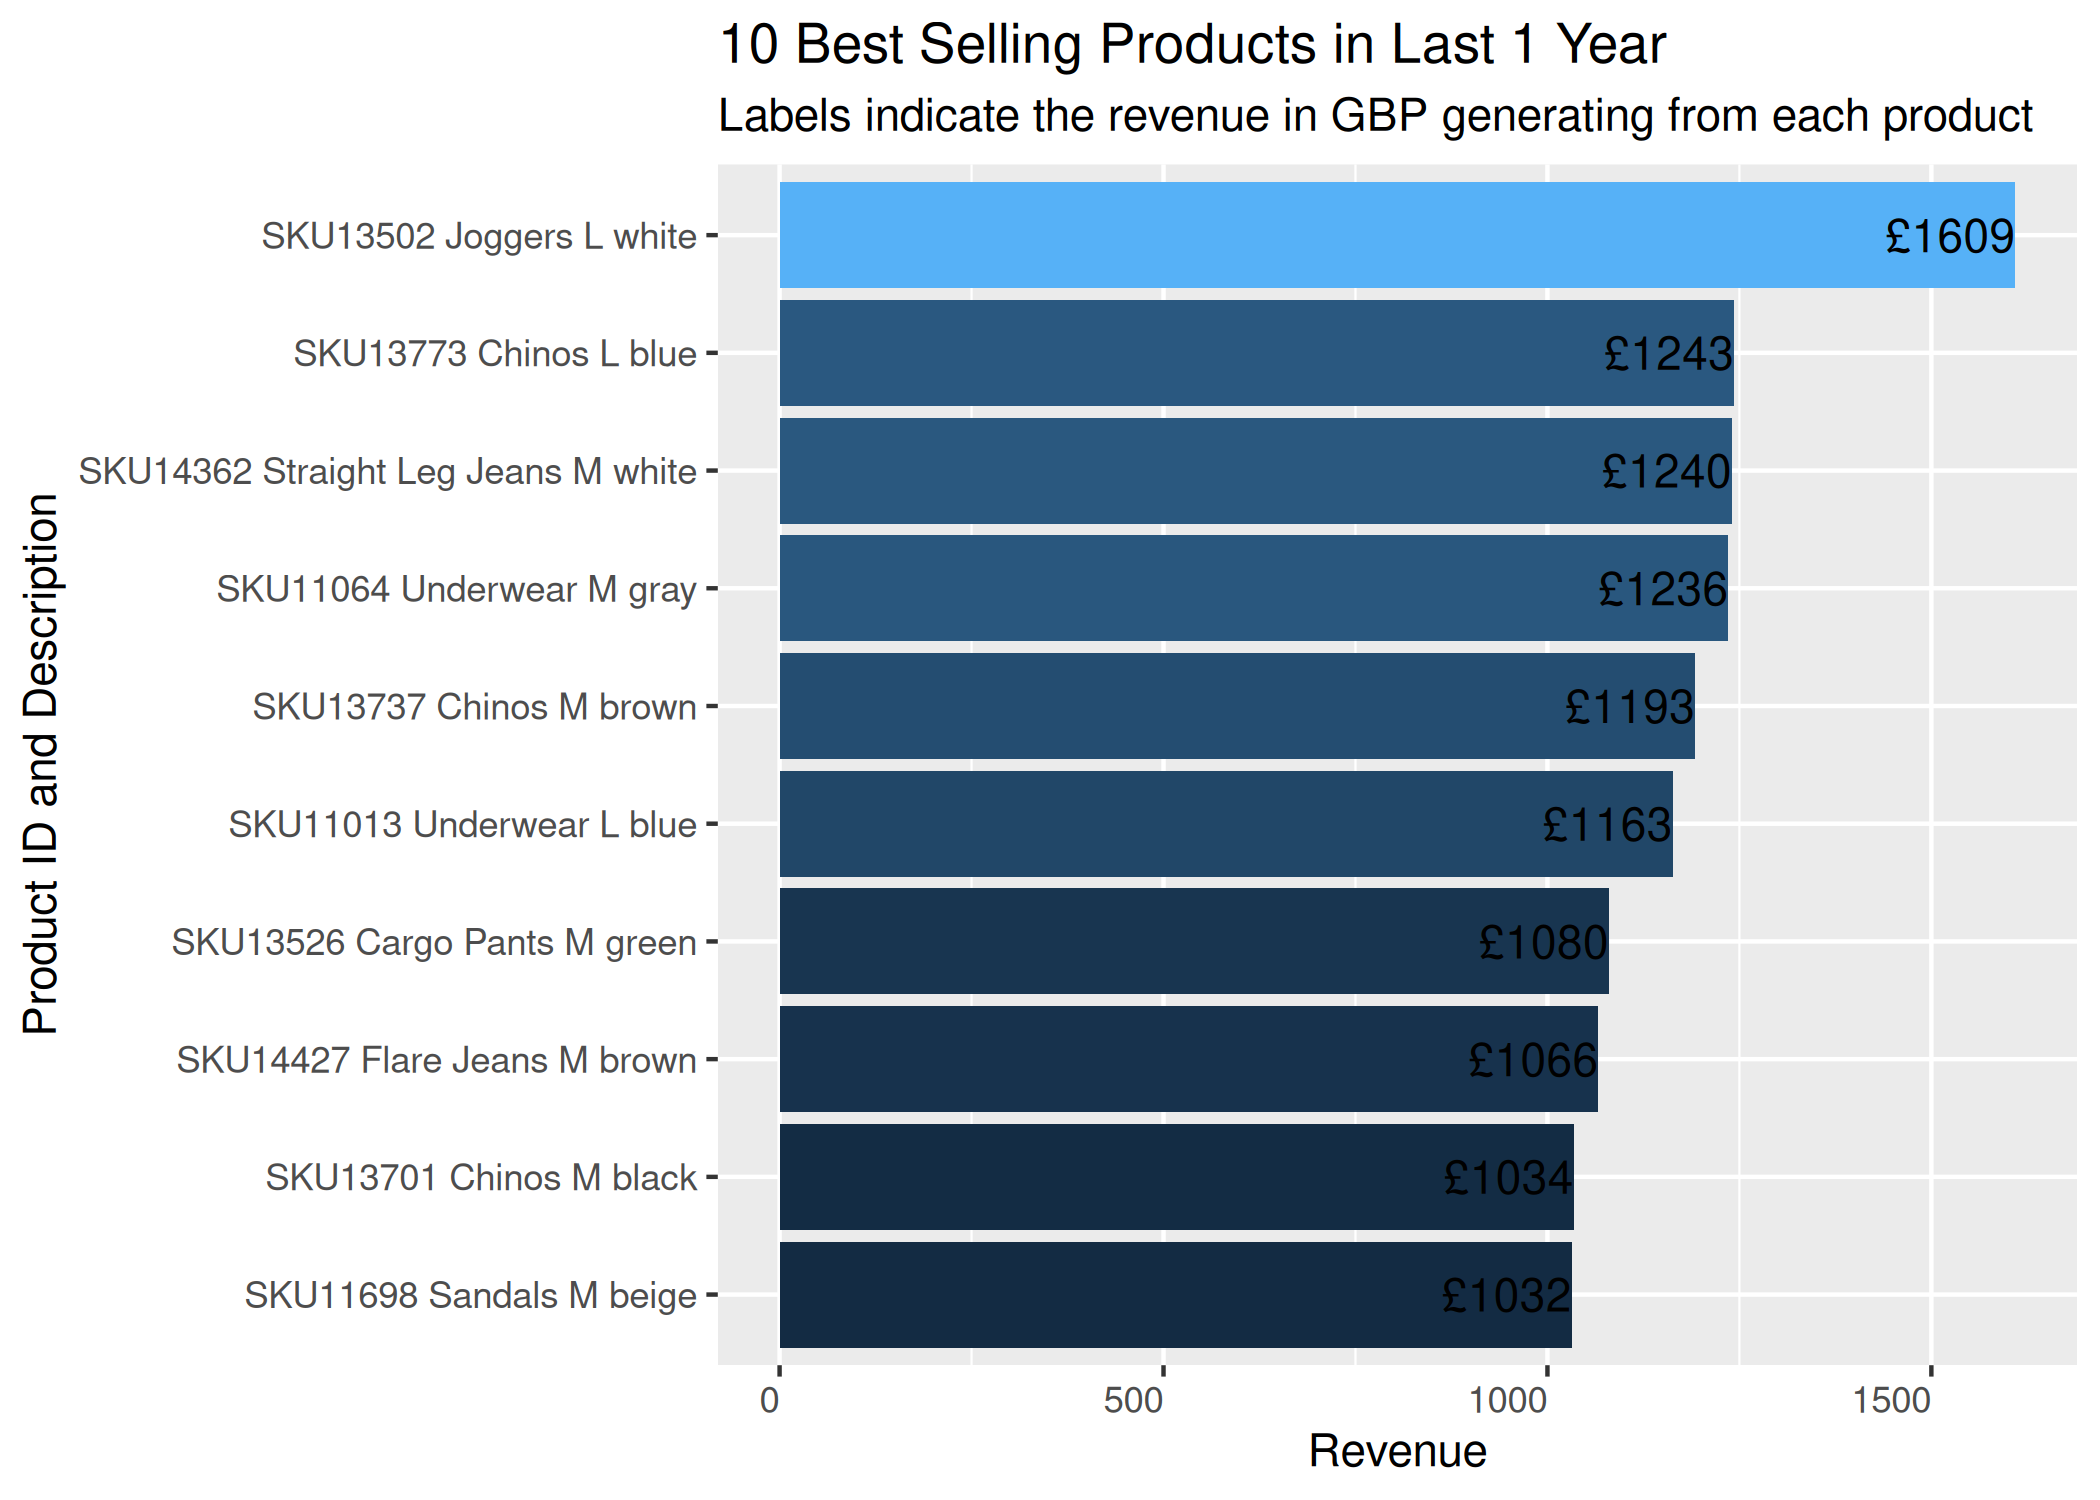 10 Best Selling Products in Last 1 Year
Labels indicate the revenue in GBP generating from each product
Product ID and Description
SKU13502 Joggers L white £1609
SKU13773 Chinos L blue £1243
SKU14362 Straight Leg Jeans M white £1240
SKU11064 Underwear M gray £1236
SKU13737 Chinos M brown £1193
SKU11013 Underwear L blue £1163
SKU13526 Cargo Pants M green £1080
SKU14427 Flare Jeans M brown £1066
SKU13701 Chinos M black £1034
SKU11698 Sandals M beige £1032
0 500 1000 1500
Revenue